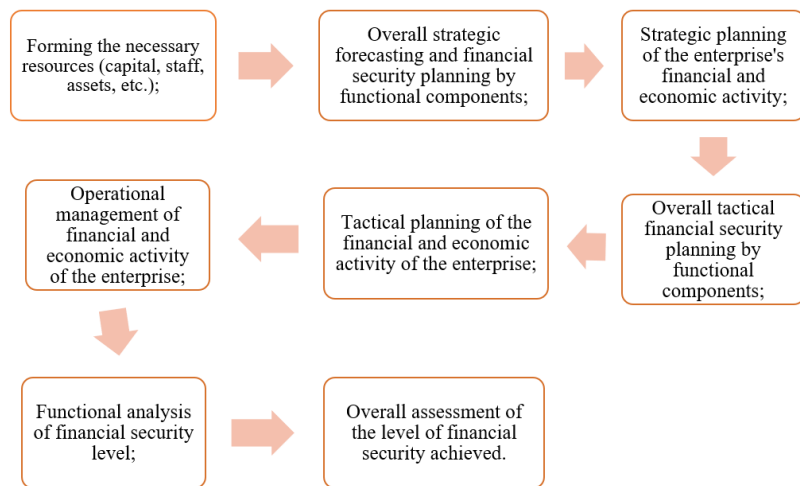 Forming the necessary
resources (capital, staff,
assets, etc.);
Overall strategic
forecasting and financial
security planning by
functional components;
Strategic planning
of the enterprise's
financial and
economic activity;
Overall tactical
financial security
planning by
functional
components;
Tactical planning of the
financial and economic
activity of the enterprise;
Operational
management of
financial and
economic activity
of the enterprise;
Functional analysis
of financial security
level;
Overall assessment of
the level of financial
security achieved.